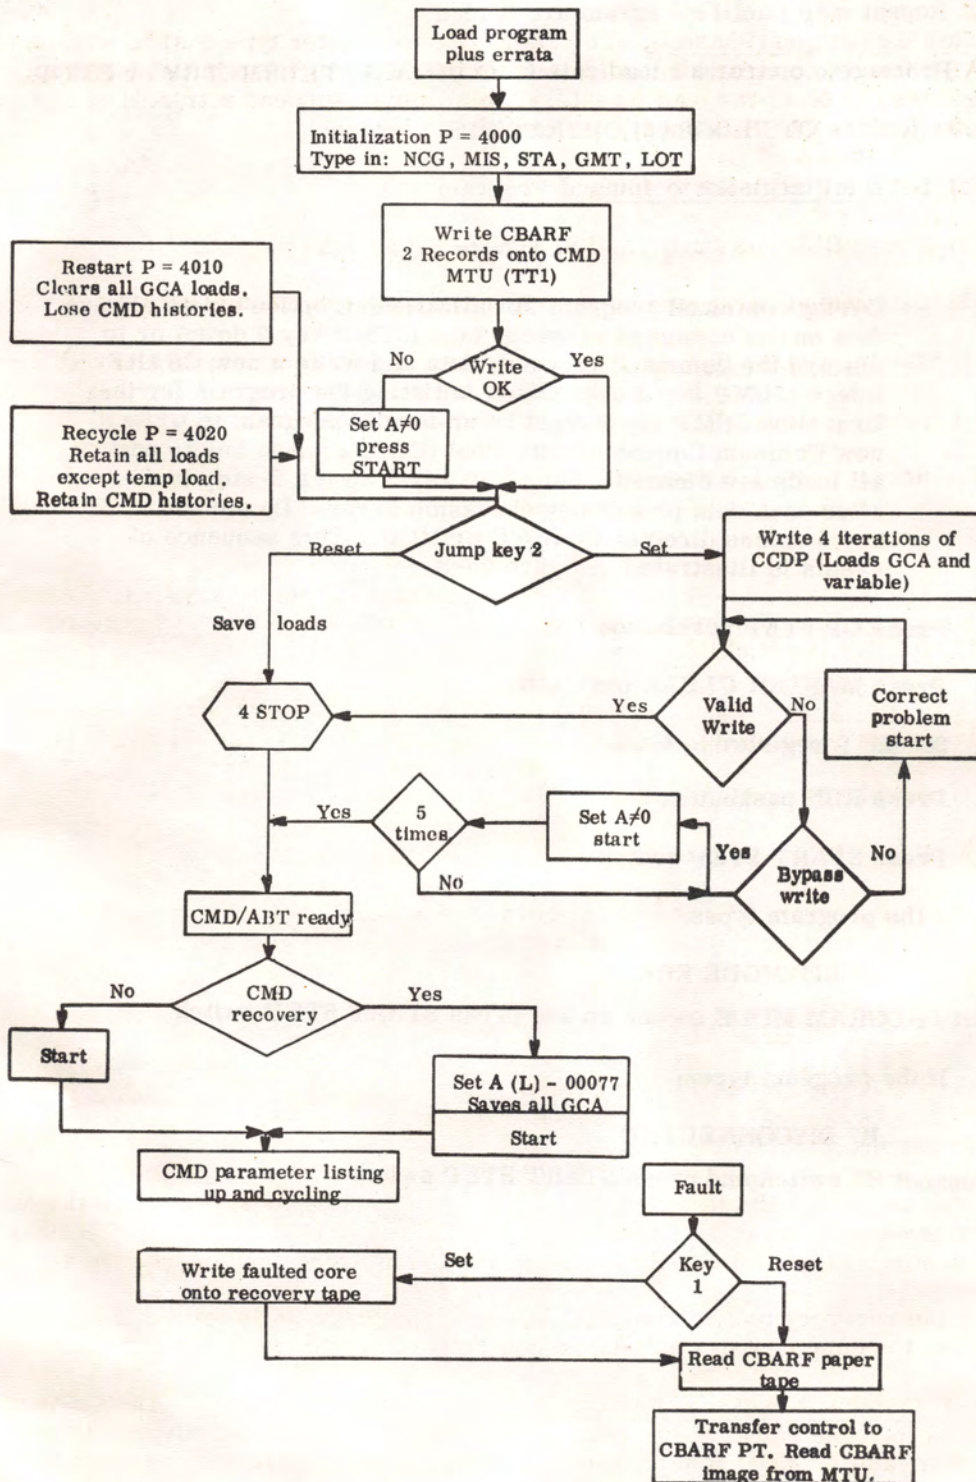 Load program
plus errata
Initialization P = 4000
Type in: NCG, MIS, STA, GMT, LOT
Write CBARF
2 Records onto CMD
MTU (TT1)
Restart P = 4010
Clears all GCA loads.
Lose CMD histories.
No
Write
OK
Yes
Set A≠0
press
START
Recycle P = 4020
Retain all loads
except temp load.
Retain CMD histories.
Reset
Jump key 2
Set
Write 4 iterations of
CCDP (Loads GCA and
variable)
Save loads
4 STOP
Yes
Valid
Write
No
Correct
problem
start
Yes
5
times
Set A≠0
start
No
Yes
Bypass
write
No
CMD/ABT ready
No
CMD
recovery
Yes
Start
Set A (L) - 00077
Saves all GCA
Start
CMD parameter listing
up and cycling
Fault
Write faulted core
onto recovery tape
Set
Key
1
Reset
Read CBARF paper
tape
Transfer control to
CBARF PT. Read CBARF
image from MTU.